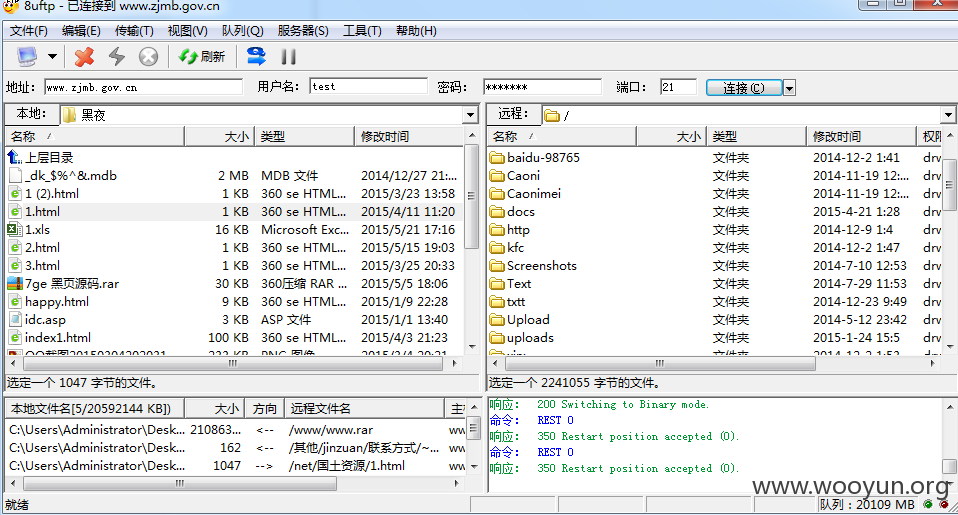 8uftp - 已连接到 www.zjmb.gov.cn
文件(F) 编辑(E) 传输(T) 视图(V) 队列(Q) 服务器(S) 工具(T) 帮助(H)
刷新
地址: www.zjmb.gov.cn 用户名: test 密码: ******* 端口: 21 连接(C)
本地: 黑夜
名称 大小 类型 修改时间
上层目录
_dk_$%^&.mdb 2 MB MDB 文件 2014/12/27 21:...
1 (2).html 1 KB 360 se HTML... 2015/3/23 13:58
1.html 1 KB 360 se HTML... 2015/4/11 11:20
1.xls 16 KB Microsoft Exc... 2015/5/21 17:16
2.html 1 KB 360 se HTML... 2015/5/15 19:03
3.html 1 KB 360 se HTML... 2015/3/25 20:33
7ge 黑页源码.rar 30 KB 360压缩 RAR ... 2015/5/5 18:06
happy.html 9 KB 360 se HTML... 2015/1/9 22:28
idc.asp 3 KB ASP 文件 2015/1/1 13:40
index1.html 100 KB 360 se HTML... 2015/4/3 21:23
选定一个 1047 字节的文件。
远程: /
名称 大小 类型 修改时间 权限
baidu-98765 文件夹 2014-12-2 1:41 drw
Caoni 文件夹 2014-11-19 12:... drw
Caonimei 文件夹 2014-11-19 12:... drw
docs 文件夹 2015-4-21 1:28 drw
http 文件夹 2014-12-9 1:4 drw
kfc 文件夹 2014-12-2 1:47 drw
Screenshots 文件夹 2014-7-10 12:53 drw
Text 文件夹 2014-7-29 11:53 drw
txtt 文件夹 2014-12-23 9:49 drw
Upload 文件夹 2014-5-12 23:42 drw
uploads 文件夹 2015-1-24 15:5 drw
选定一个 2241055 字节的文件。
本地文件名[5/20592144 KB]) 大小 方向 远程文件名 主
C:\Users\Administrator\Desk... 210863... <-- /www/www.rar ww
C:\Users\Administrator\Desk... 162 <-- /其他/jinzuan/联系方式/~... ww
C:\Users\Administrator\Desk... 1047 --> /net/国土资源/1.html ww
响应: 200 Switching to Binary mode.
命令: REST 0
响应: 350 Restart position accepted (0).
命令: REST 0
响应: 350 Restart position accepted (0).
www.wooyun.org
就绪 队列: 20109 MB